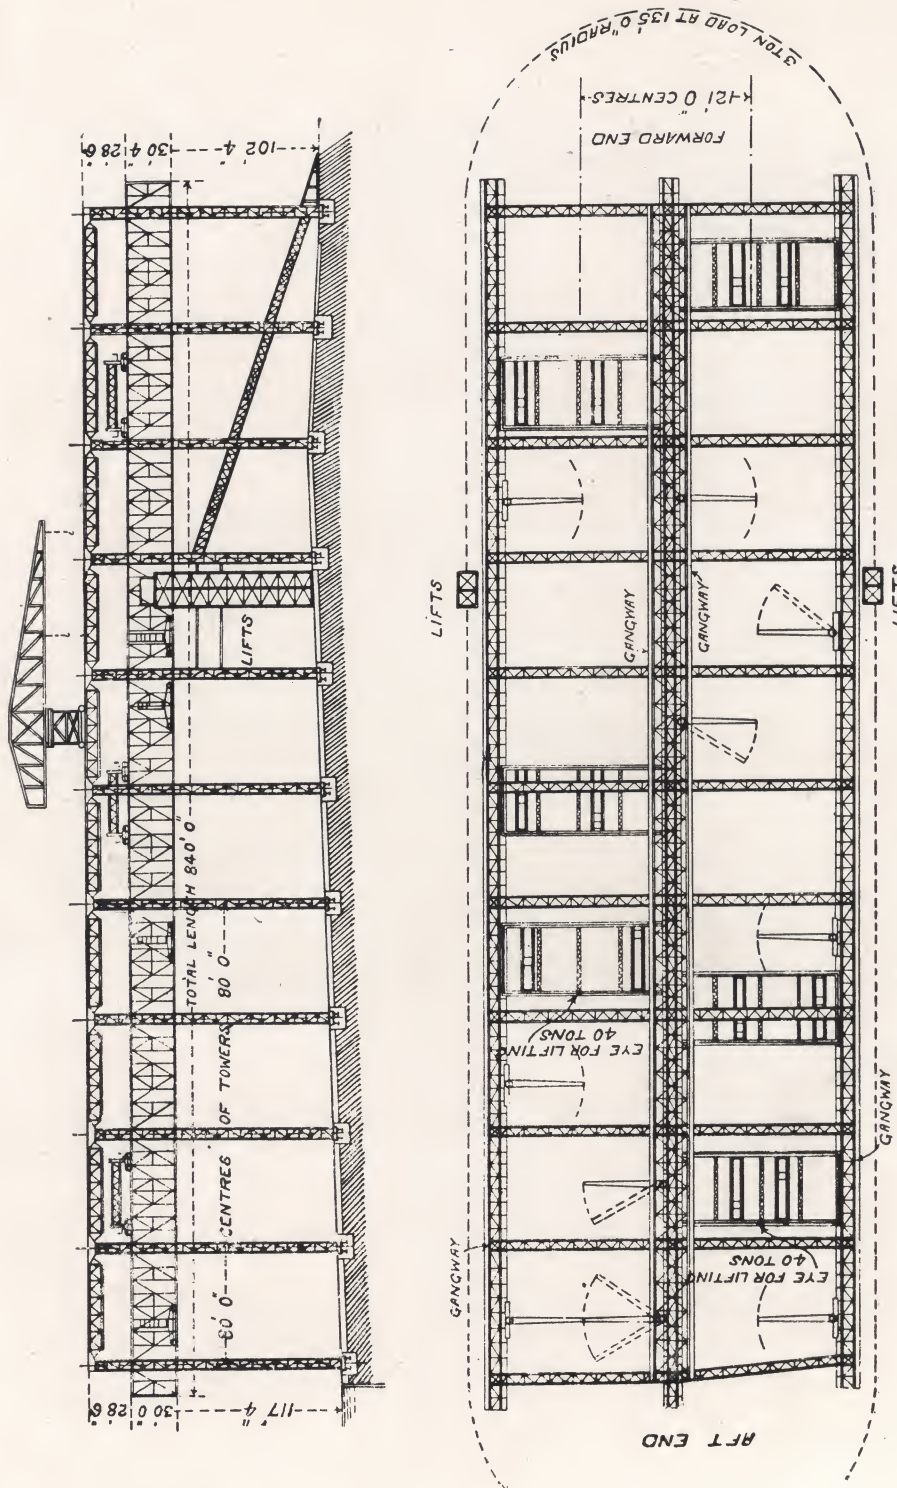 102' 4"
30' 4"
28' 6"
LIFTS
TOTAL LENGTH 840' 0"
80' 0" CENTRES OF TOWERS 80' 0"
117' 4"
30' 0"
28' 6"
3 TON LOAD AT 135' 0" RADIUS
121' 0" CENTRES
FORWARD END
LIFTS
LIFTS
GANGWAY
GANGWAY
EYE FOR LIFTING
40 TONS
GANGWAY
GANGWAY
EYE FOR LIFTING
40 TONS
AFT END